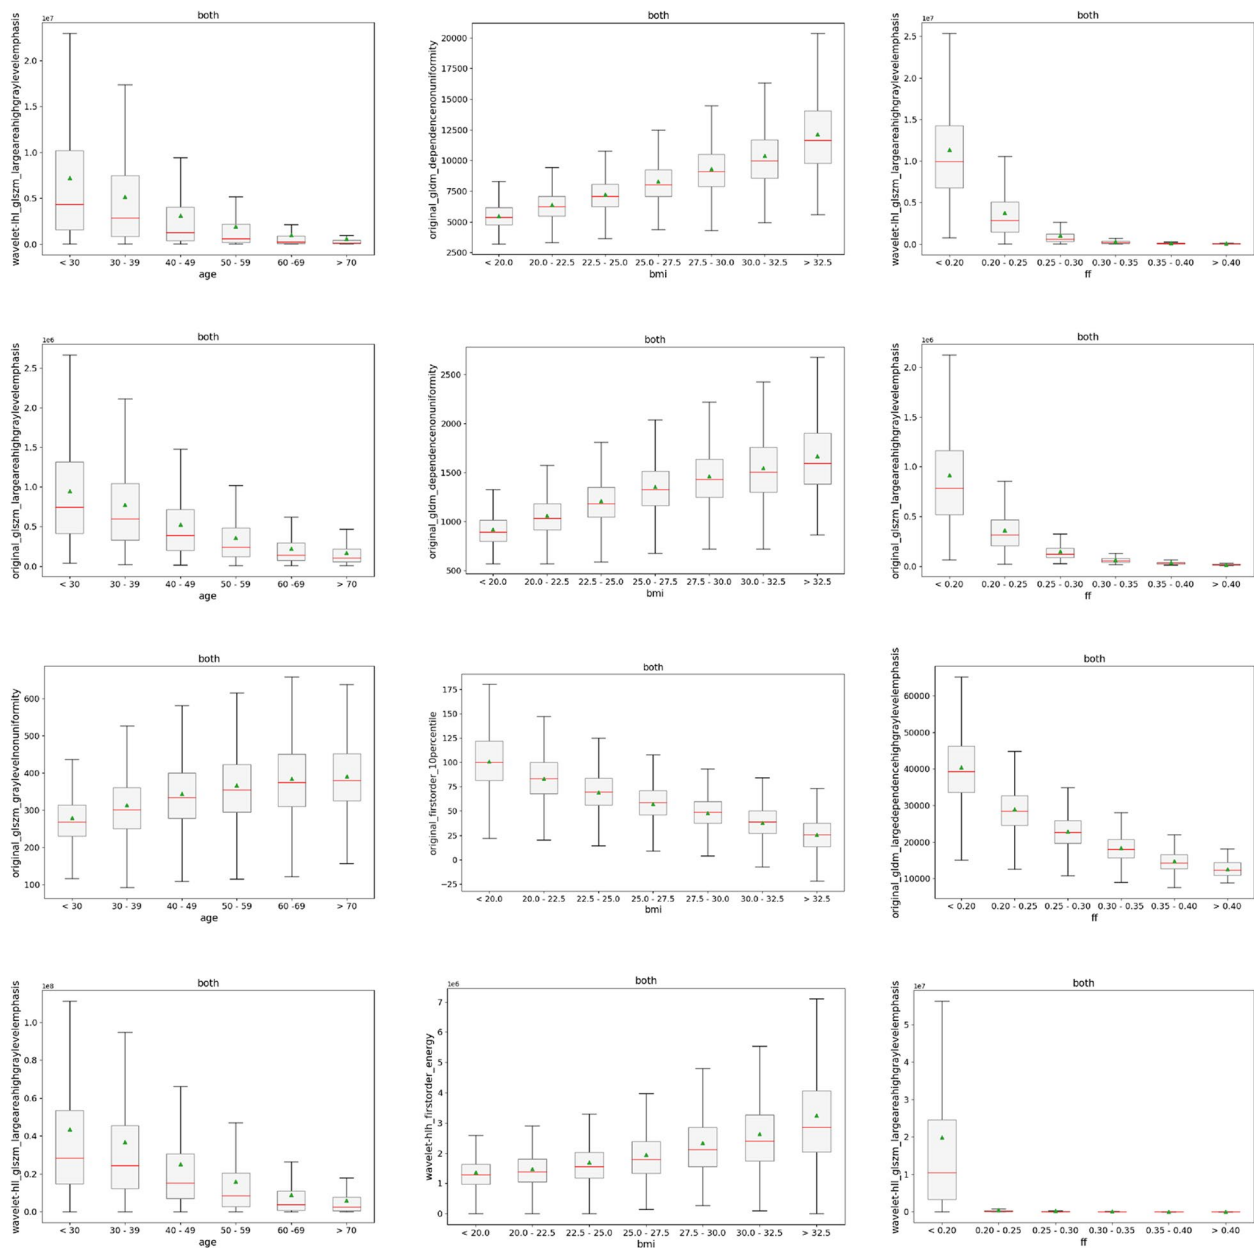 both
1e7
wavelet-lhl_glszm_largeareahighgraylevelemphasis
2.0
1.5
1.0
0.5
0.0
< 30 30 - 39 40 - 49 50 - 59 60 -69 > 70
age
both
original_gldm_dependencenonuniformity
20000
17500
15000
12500
10000
7500
5000
2500
< 20.0 20.0 - 22.5 22.5 - 25.0 25.0 - 27.5 27.5 - 30.0 30.0 - 32.5 > 32.5
bmi
both
1e7
wavelet-lhl_glszm_largeareahighgraylevelemphasis
2.5
2.0
1.5
1.0
0.5
0.0
< 0.20 0.20 - 0.25 0.25 - 0.30 0.30 - 0.35 0.35 - 0.40 > 0.40
ff
both
1e6
original_glszm_largeareahighgraylevelemphasis
2.5
2.0
1.5
1.0
0.5
0.0
< 30 30 - 39 40 - 49 50 - 59 60 -69 > 70
age
both
original_gldm_dependencenonuniformity
2500
2000
1500
1000
500
< 20.0 20.0 - 22.5 22.5 - 25.0 25.0 - 27.5 27.5 - 30.0 30.0 - 32.5 > 32.5
bmi
both
1e6
original_glszm_largeareahighgraylevelemphasis
2.0
1.5
1.0
0.5
0.0
< 0.20 0.20 - 0.25 0.25 - 0.30 0.30 - 0.35 0.35 - 0.40 > 0.40
ff
both
original_glszm_graylevelnonuniformity
600
500
400
300
200
100
< 30 30 - 39 40 - 49 50 - 59 60 -69 > 70
age
both
original_firstorder_10percentile
175
150
125
100
75
50
25
0
−25
< 20.0 20.0 - 22.5 22.5 - 25.0 25.0 - 27.5 27.5 - 30.0 30.0 - 32.5 > 32.5
bmi
both
original_gldm_largedependencehighgraylevelemphasis
60000
50000
40000
30000
20000
10000
< 0.20 0.20 - 0.25 0.25 - 0.30 0.30 - 0.35 0.35 - 0.40 > 0.40
ff
both
1e8
wavelet-hll_glszm_largeareahighgraylevelemphasis
1.0
0.8
0.6
0.4
0.2
0.0
< 30 30 - 39 40 - 49 50 - 59 60 -69 > 70
age
both
1e6
wavelet-hlh_firstorder_energy
7
6
5
4
3
2
1
0
< 20.0 20.0 - 22.5 22.5 - 25.0 25.0 - 27.5 27.5 - 30.0 30.0 - 32.5 > 32.5
bmi
both
1e7
wavelet-hll_glszm_largeareahighgraylevelemphasis
5
4
3
2
1
0
< 0.20 0.20 - 0.25 0.25 - 0.30 0.30 - 0.35 0.35 - 0.40 > 0.40
ff